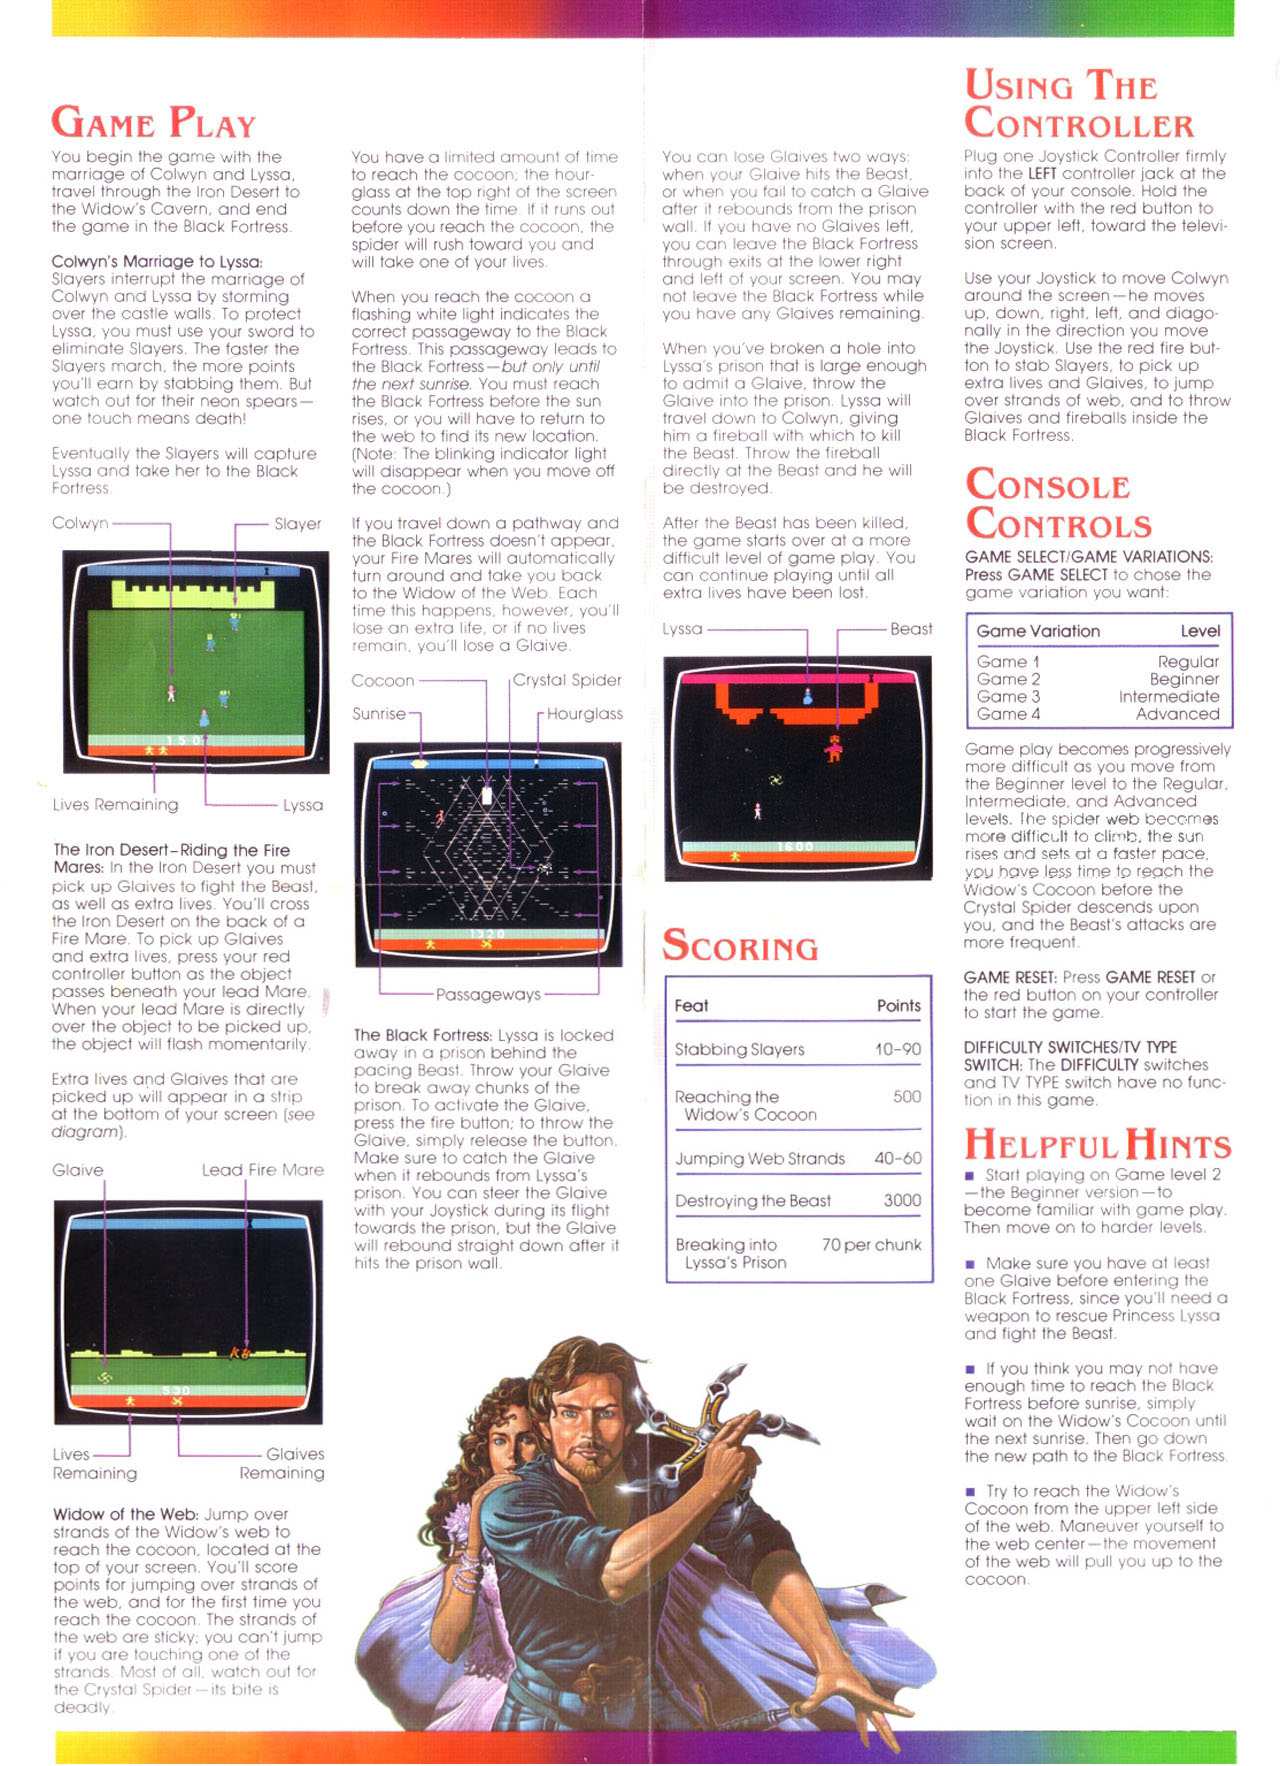 GAME PLAY
You begin the game with the
marriage of Colwyn and Lyssa,
travel through the Iron Desert to
the Widow's Cavern, and end
the game in the Black Fortress.
Colwyn's Marriage to Lyssa:
Slayers interrupt the marriage of
Colwyn and Lyssa by storming
over the castle walls. To protect
Lyssa, you must use your sword to
eliminate Slayers. The faster the
Slayers march, the more points
you'll earn by stabbing them. But
watch out for their neon spears—
one touch means death!
Eventually the Slayers will capture
Lyssa and take her to the Black
Fortress.
Colwyn
Slayer
150
Lives Remaining
Lyssa
The Iron Desert–Riding the Fire
Mares: In the Iron Desert you must
pick up Glaives to fight the Beast,
as well as extra lives. You'll cross
the Iron Desert on the back of a
Fire Mare. To pick up Glaives
and extra lives, press your red
controller button as the object
passes beneath your lead Mare.
When your lead Mare is directly
over the object to be picked up,
the object will flash momentarily.
Extra lives and Glaives that are
picked up will appear in a strip
at the bottom of your screen (see
diagram).
Glaive
Lead Fire Mare
530
Lives
Remaining
Glaives
Remaining
Widow of the Web: Jump over
strands of the Widow's web to
reach the cocoon, located at the
top of your screen. You'll score
points for jumping over strands of
the web, and for the first time you
reach the cocoon. The strands of
the web are sticky; you can't jump
if you are touching one of the
strands. Most of all, watch out for
the Crystal Spider—its bite is
deadly.
You have a limited amount of time
to reach the cocoon; the hour-
glass at the top right of the screen
counts down the time. If it runs out
before you reach the cocoon, the
spider will rush toward you and
will take one of your lives.
When you reach the cocoon a
flashing white light indicates the
correct passageway to the Black
Fortress. This passageway leads to
the Black Fortress—but only until
the next sunrise. You must reach
the Black Fortress before the sun
rises, or you will have to return to
the web to find its new location.
(Note: The blinking indicator light
will disappear when you move off
the cocoon.)
If you travel down a pathway and
the Black Fortress doesn't appear,
your Fire Mares will automatically
turn around and take you back
to the Widow of the Web. Each
time this happens, however, you'll
lose an extra life, or if no lives
remain, you'll lose a Glaive.
Cocoon
Crystal Spider
Sunrise
Hourglass
1320
Passageways
The Black Fortress: Lyssa is locked
away in a prison behind the
pacing Beast. Throw your Glaive
to break away chunks of the
prison. To activate the Glaive,
press the fire button; to throw the
Glaive, simply release the button.
Make sure to catch the Glaive
when it rebounds from Lyssa's
prison. You can steer the Glaive
with your Joystick during its flight
towards the prison, but the Glaive
will rebound straight down after it
hits the prison wall.
You can lose Glaives two ways:
when your Glaive hits the Beast,
or when you fail to catch a Glaive
after it rebounds from the prison
wall. If you have no Glaives left,
you can leave the Black Fortress
through exits at the lower right
and left of your screen. You may
not leave the Black Fortress while
you have any Glaives remaining.
When you've broken a hole into
Lyssa's prison that is large enough
to admit a Glaive, throw the
Glaive into the prison. Lyssa will
travel down to Colwyn, giving
him a fireball with which to kill
the Beast. Throw the fireball
directly at the Beast and he will
be destroyed.
After the Beast has been killed,
the game starts over at a more
difficult level of game play. You
can continue playing until all
extra lives have been lost.
Lyssa
Beast
1600
SCORING
Feat Points
Stabbing Slayers 10–90
Reaching the 500
Widow's Cocoon
Jumping Web Strands 40–60
Destroying the Beast 3000
Breaking into 70 per chunk
Lyssa's Prison
USING THE
CONTROLLER
Plug one Joystick Controller firmly
into the LEFT controller jack at the
back of your console. Hold the
controller with the red button to
your upper left, toward the televi-
sion screen.
Use your Joystick to move Colwyn
around the screen—he moves
up, down, right, left, and diago-
nally in the direction you move
the Joystick. Use the red fire but-
ton to stab Slayers, to pick up
extra lives and Glaives, to jump
over strands of web, and to throw
Glaives and fireballs inside the
Black Fortress.
CONSOLE
CONTROLS
GAME SELECT/GAME VARIATIONS:
Press GAME SELECT to chose the
game variation you want:
Game Variation Level
Game 1 Regular
Game 2 Beginner
Game 3 Intermediate
Game 4 Advanced
Game play becomes progressively
more difficult as you move from
the Beginner level to the Regular,
Intermediate, and Advanced
levels. The spider web becomes
more difficult to climb, the sun
rises and sets at a faster pace,
you have less time to reach the
Widow's Cocoon before the
Crystal Spider descends upon
you, and the Beast's attacks are
more frequent.
GAME RESET: Press GAME RESET or
the red button on your controller
to start the game.
DIFFICULTY SWITCHES/TV TYPE
SWITCH: The DIFFICULTY switches
and TV TYPE switch have no func-
tion in this game.
HELPFUL HINTS
■ Start playing on Game level 2
—the Beginner version—to
become familiar with game play.
Then move on to harder levels.
■ Make sure you have at least
one Glaive before entering the
Black Fortress, since you'll need a
weapon to rescue Princess Lyssa
and fight the Beast.
■ If you think you may not have
enough time to reach the Black
Fortress before sunrise, simply
wait on the Widow's Cocoon until
the next sunrise. Then go down
the new path to the Black Fortress.
■ Try to reach the Widow's
Cocoon from the upper left side
of the web. Maneuver yourself to
the web center—the movement
of the web will pull you up to the
cocoon.